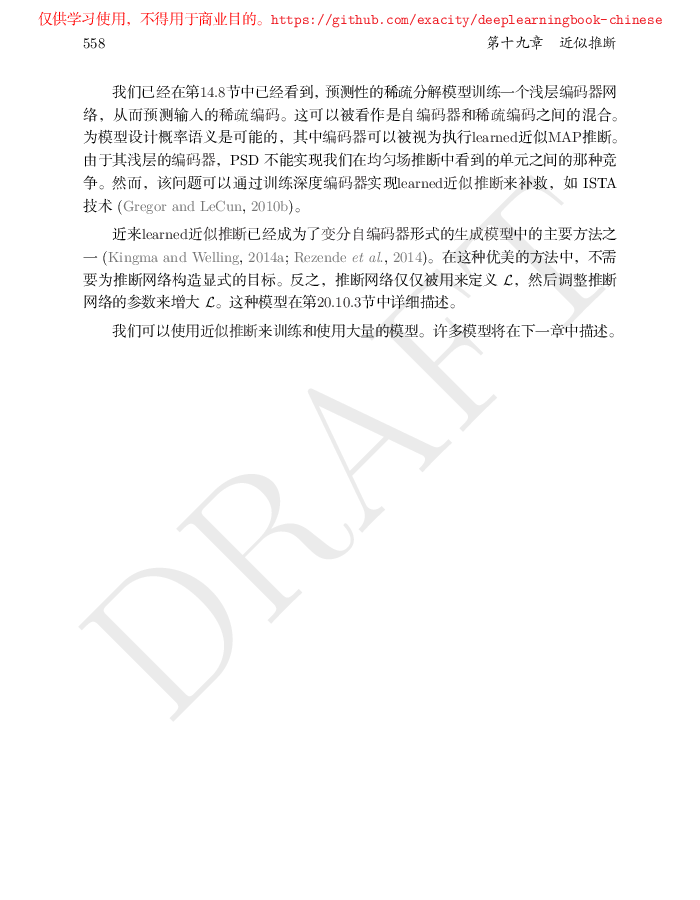 仅供学习使用，不得用于商业目的。https://github.com/exacity/deeplearningbook-chinese
558 第十九章 近似推断
我们已经在第14.8节中已经看到，预测性的稀疏分解模型训练一个浅层编码器网
络，从而预测输入的稀疏编码。这可以被看作是自编码器和稀疏编码之间的混合。
为模型设计概率语义是可能的，其中编码器可以被视为执行learned近似MAP推断。
由于其浅层的编码器，PSD 不能实现我们在均匀场推断中看到的单元之间的那种竞
争。然而，该问题可以通过训练深度编码器实现learned近似推断来补救，如 ISTA
技术 (Gregor and LeCun, 2010b)。
近来learned近似推断已经成为了变分自编码器形式的生成模型中的主要方法之
一 (Kingma and Welling, 2014a; Rezende et al., 2014)。在这种优美的方法中，不需
要为推断网络构造显式的目标。反之，推断网络仅仅被用来定义 ℒ，然后调整推断
网络的参数来增大 ℒ。这种模型在第20.10.3节中详细描述。
我们可以使用近似推断来训练和使用大量的模型。许多模型将在下一章中描述。
DRAFT